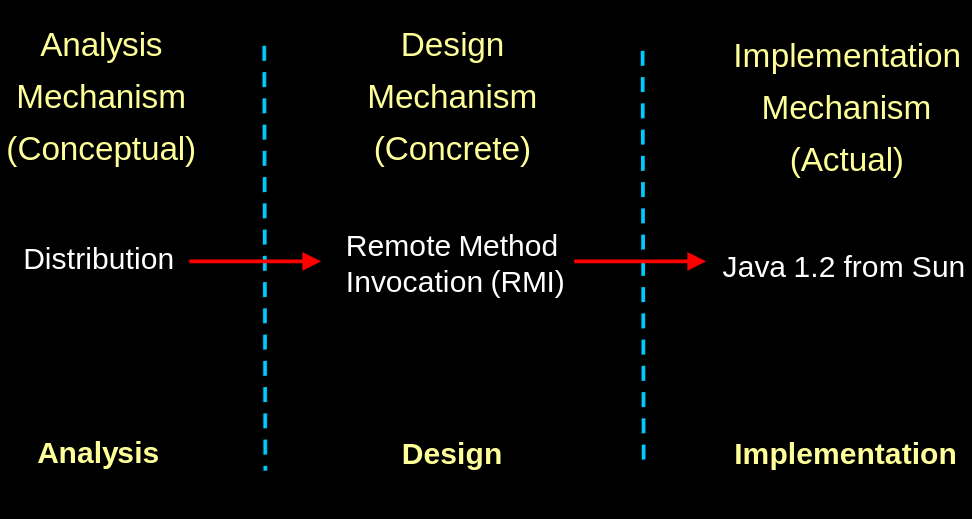 Analysis
Mechanism
(Conceptual)
Design
Mechanism
(Concrete)
Implementation
Mechanism
(Actual)
Distribution
Remote Method
Invocation (RMI)
Java 1.2 from Sun
Analysis
Design
Implementation